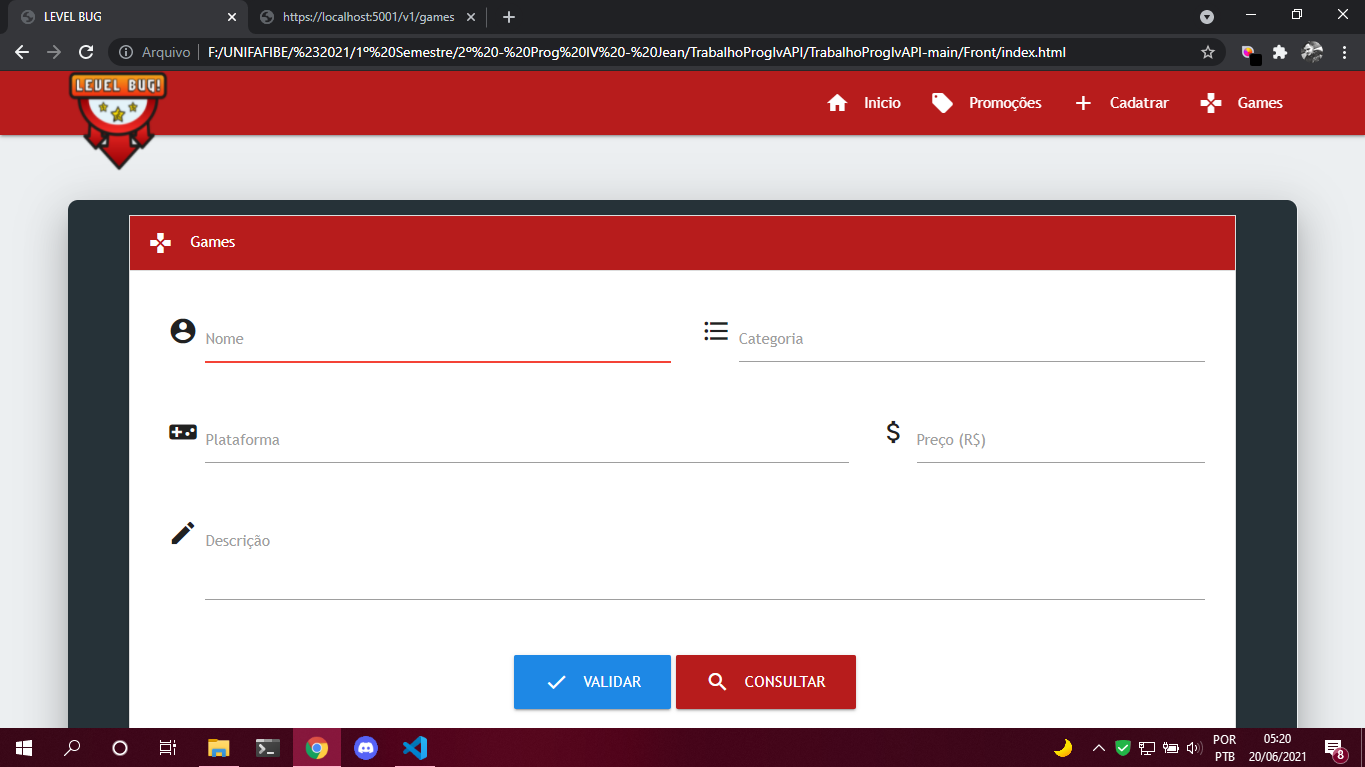 LEVEL BUG
https://localhost:5001/v1/games
Arquivo
F:/UNIFAFIBE/%232021/1º%20Semestre/2º%20-%20Prog%20IV%20-%20Jean/TrabalhoProgIvAPI/TrabalhoProgIvAPI-main/Front/index.html
LEVEL BUG!
Inicio
Promoções
Cadatrar
Games
Games
Nome
Categoria
Plataforma
Preço (R$)
Descrição
VALIDAR
CONSULTAR
POR
PTB
05:20
20/06/2021
8